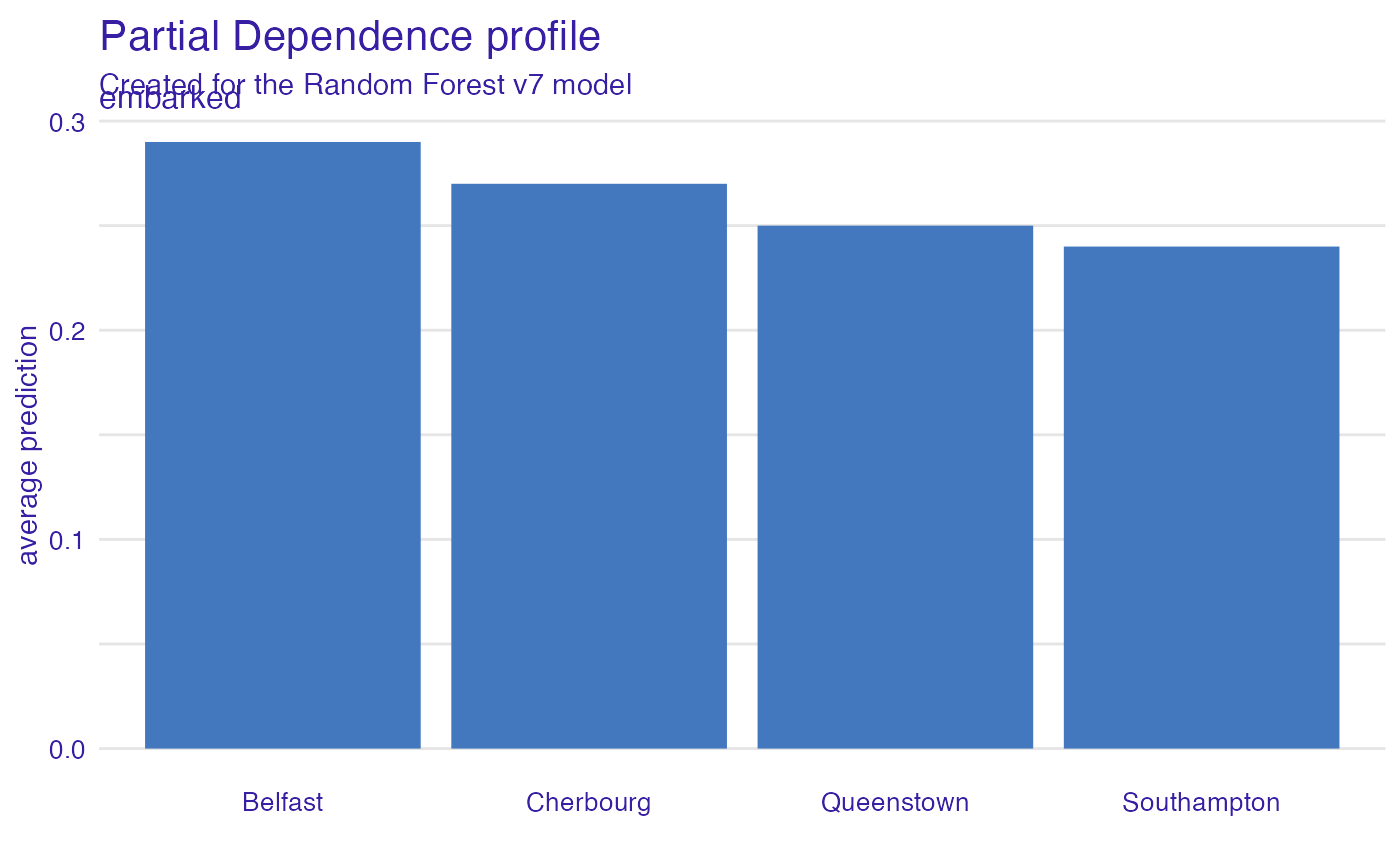 Partial Dependence profile
Created for the Random Forest v7 model
embarked
0.3
0.2
0.1
0.0
average prediction
Belfast
Cherbourg
Queenstown
Southampton